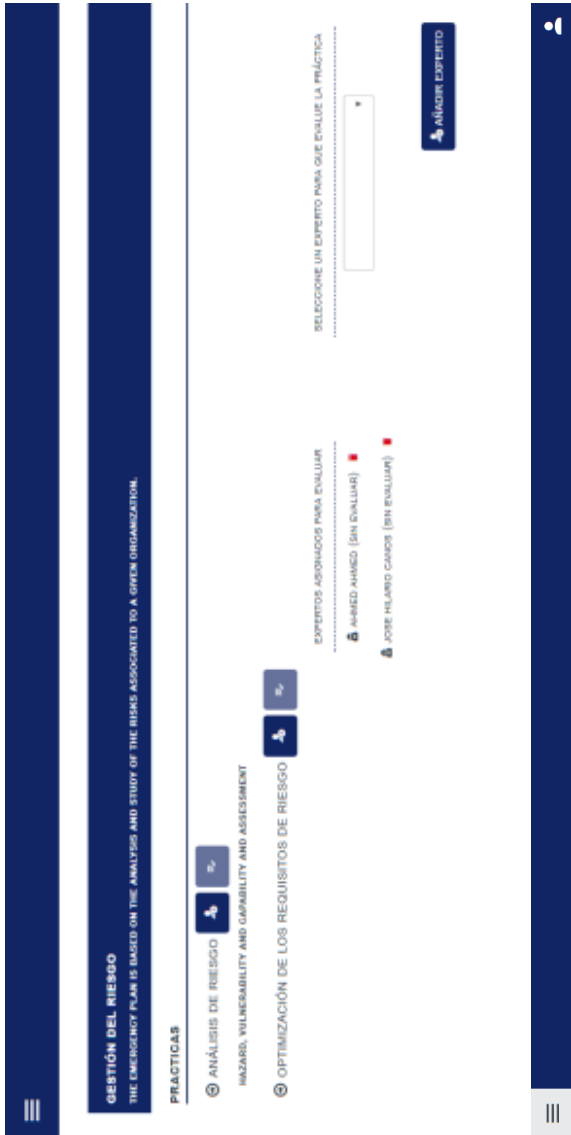 GESTIÓN DEL RIESGO
THE EMERGENCY PLAN IS BASED ON THE ANALYSIS AND STUDY OF THE RISKS ASSOCIATED TO A GIVEN ORGANIZATION.
PRACTICAS
ANÁLISIS DE RIESGO
HAZARD, VULNERABILITY AND CAPABILITY AND ASSESSMENT
OPTIMIZACIÓN DE LOS REQUISITOS DE RIESGO
EXPERTOS ASIGNADOS PARA EVALUAR
AHMED AHMED (SIN EVALUAR)
JOSE HILARIO CANOS (SIN EVALUAR)
SELECCIONE UN EXPERTO PARA QUE EVALUE LA PRÁCTICA
AÑADIR EXPERTO